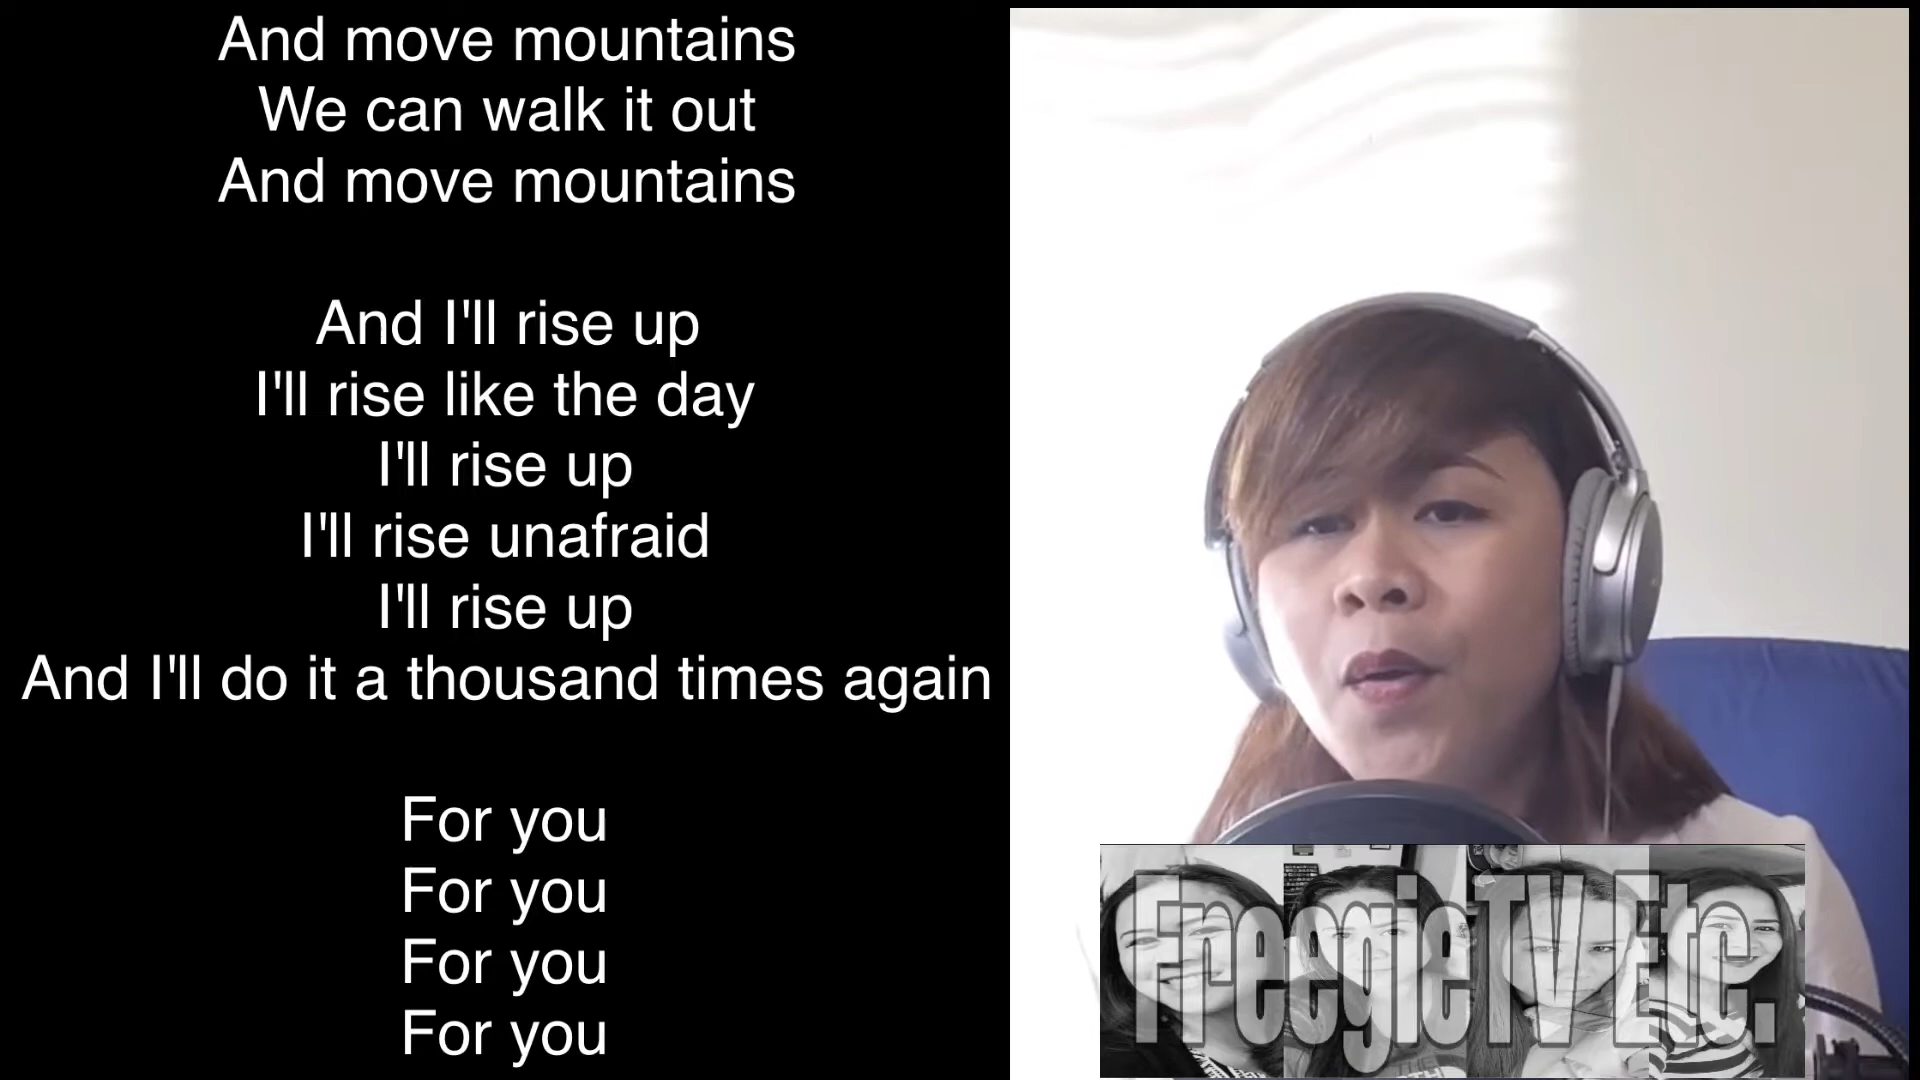 And move mountains
We can walk it out
And move mountains
And I'll rise up
I'll rise like the day
I'll rise up
I'll rise unafraid
I'll rise up
And I'll do it a thousand times again
For you
For you
For you
For you
FreegieTV Etc.